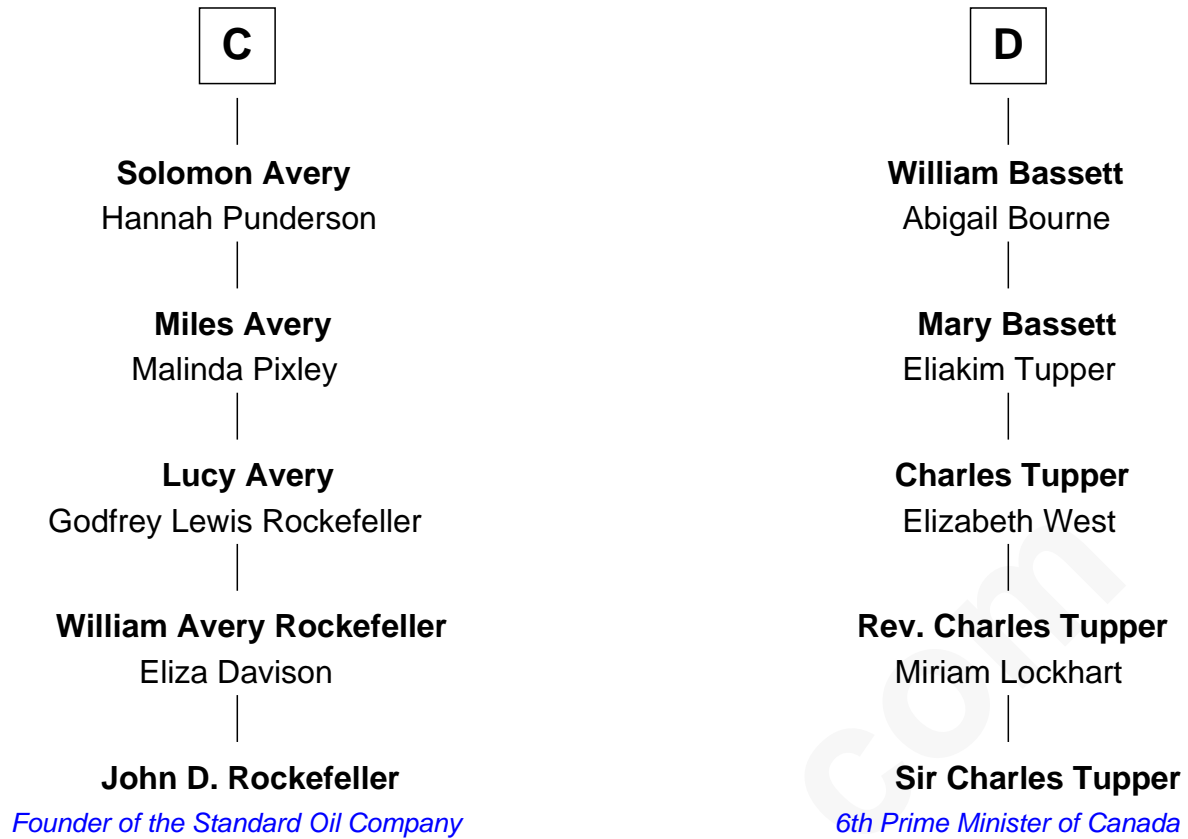 C
Solomon Avery
Hannah Punderson
Miles Avery
Malinda Pixley
Lucy Avery
Godfrey Lewis Rockefeller
William Avery Rockefeller
Eliza Davison
John D. Rockefeller
Founder of the Standard Oil Company
D
William Bassett
Abigail Bourne
Mary Bassett
Eliakim Tupper
Charles Tupper
Elizabeth West
Rev. Charles Tupper
Miriam Lockhart
Sir Charles Tupper
6th Prime Minister of Canada
com